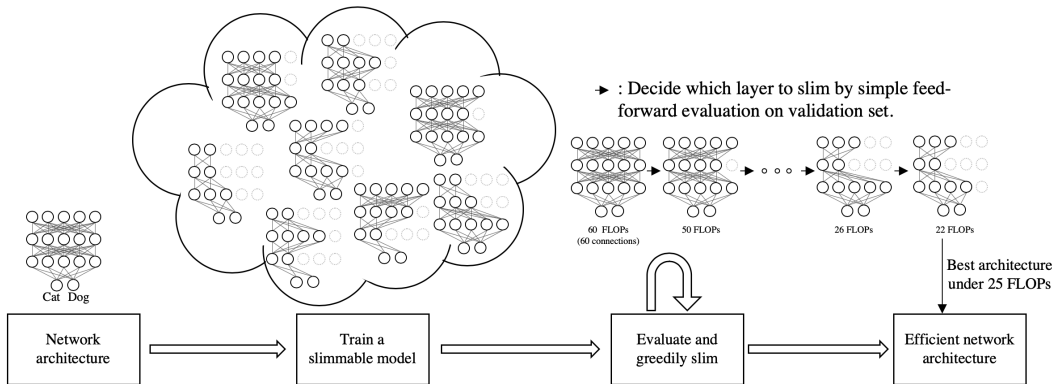 : Decide which layer to slim by simple feed-
forward evaluation on validation set.
60 FLOPs
(60 connections)
50 FLOPs
26 FLOPs
22 FLOPs
Best architecture
under 25 FLOPs
Cat Dog
Network
architecture
Train a
slimmable model
Evaluate and
greedily slim
Efficient network
architecture